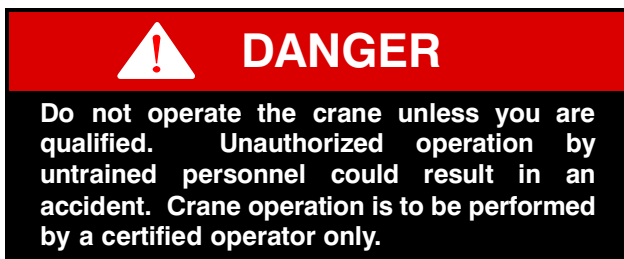 DANGER
Do not operate the crane unless you are
qualified. Unauthorized operation by
untrained personnel could result in an
accident. Crane operation is to be performed
by a certified operator only.